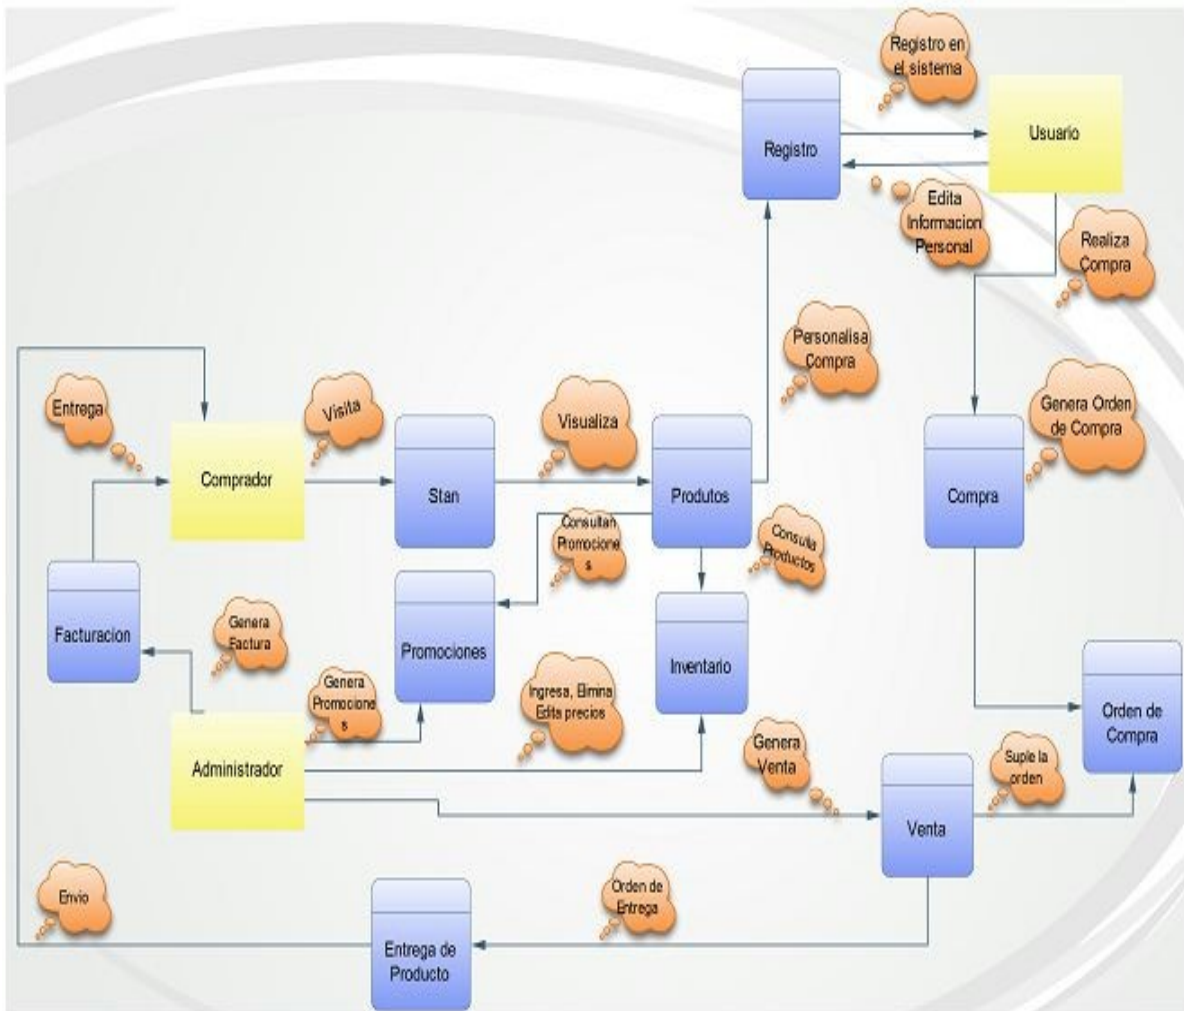 Registro en
el sistema
Registro
Usuario
Edita
Informacion
Personal
Realiza
Compra
Personalisa
Compra
Entrega
Visita
Visualiza
Genera Orden
de Compra
Comprador
Stan
Produtos
Compra
Consultan
Promocione
s
Consulla
Productos
Facturacion
Genera
Factura
Promociones
Inventario
Genera
Promocione
s
Ingresa, Elimina
Edita precios
Orden de
Compra
Administrador
Genera
Venta
Suple la
orden
Venta
Envio
Orden de
Entrega
Entrega de
Producto